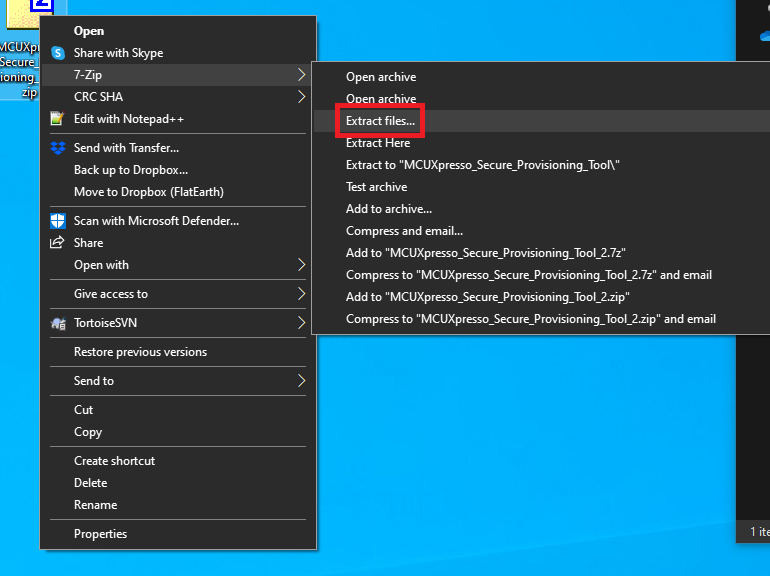 2
MCUXp
Secure_
ioning_
zip
Open
Share with Skype
7-Zip
CRC SHA
Edit with Notepad++
Send with Transfer...
Back up to Dropbox...
Move to Dropbox (FlatEarth)
Scan with Microsoft Defender...
Share
Open with
Give access to
TortoiseSVN
Restore previous versions
Send to
Cut
Copy
Create shortcut
Delete
Rename
Properties
Open archive
Open archive
Extract files...
Extract Here
Extract to "MCUXpresso_Secure_Provisioning_Tool\"
Test archive
Add to archive...
Compress and email...
Add to "MCUXpresso_Secure_Provisioning_Tool_2.7z"
Compress to "MCUXpresso_Secure_Provisioning_Tool_2.7z" and email
Add to "MCUXpresso_Secure_Provisioning_Tool_2.zip"
Compress to "MCUXpresso_Secure_Provisioning_Tool_2.zip" and email
1 ite